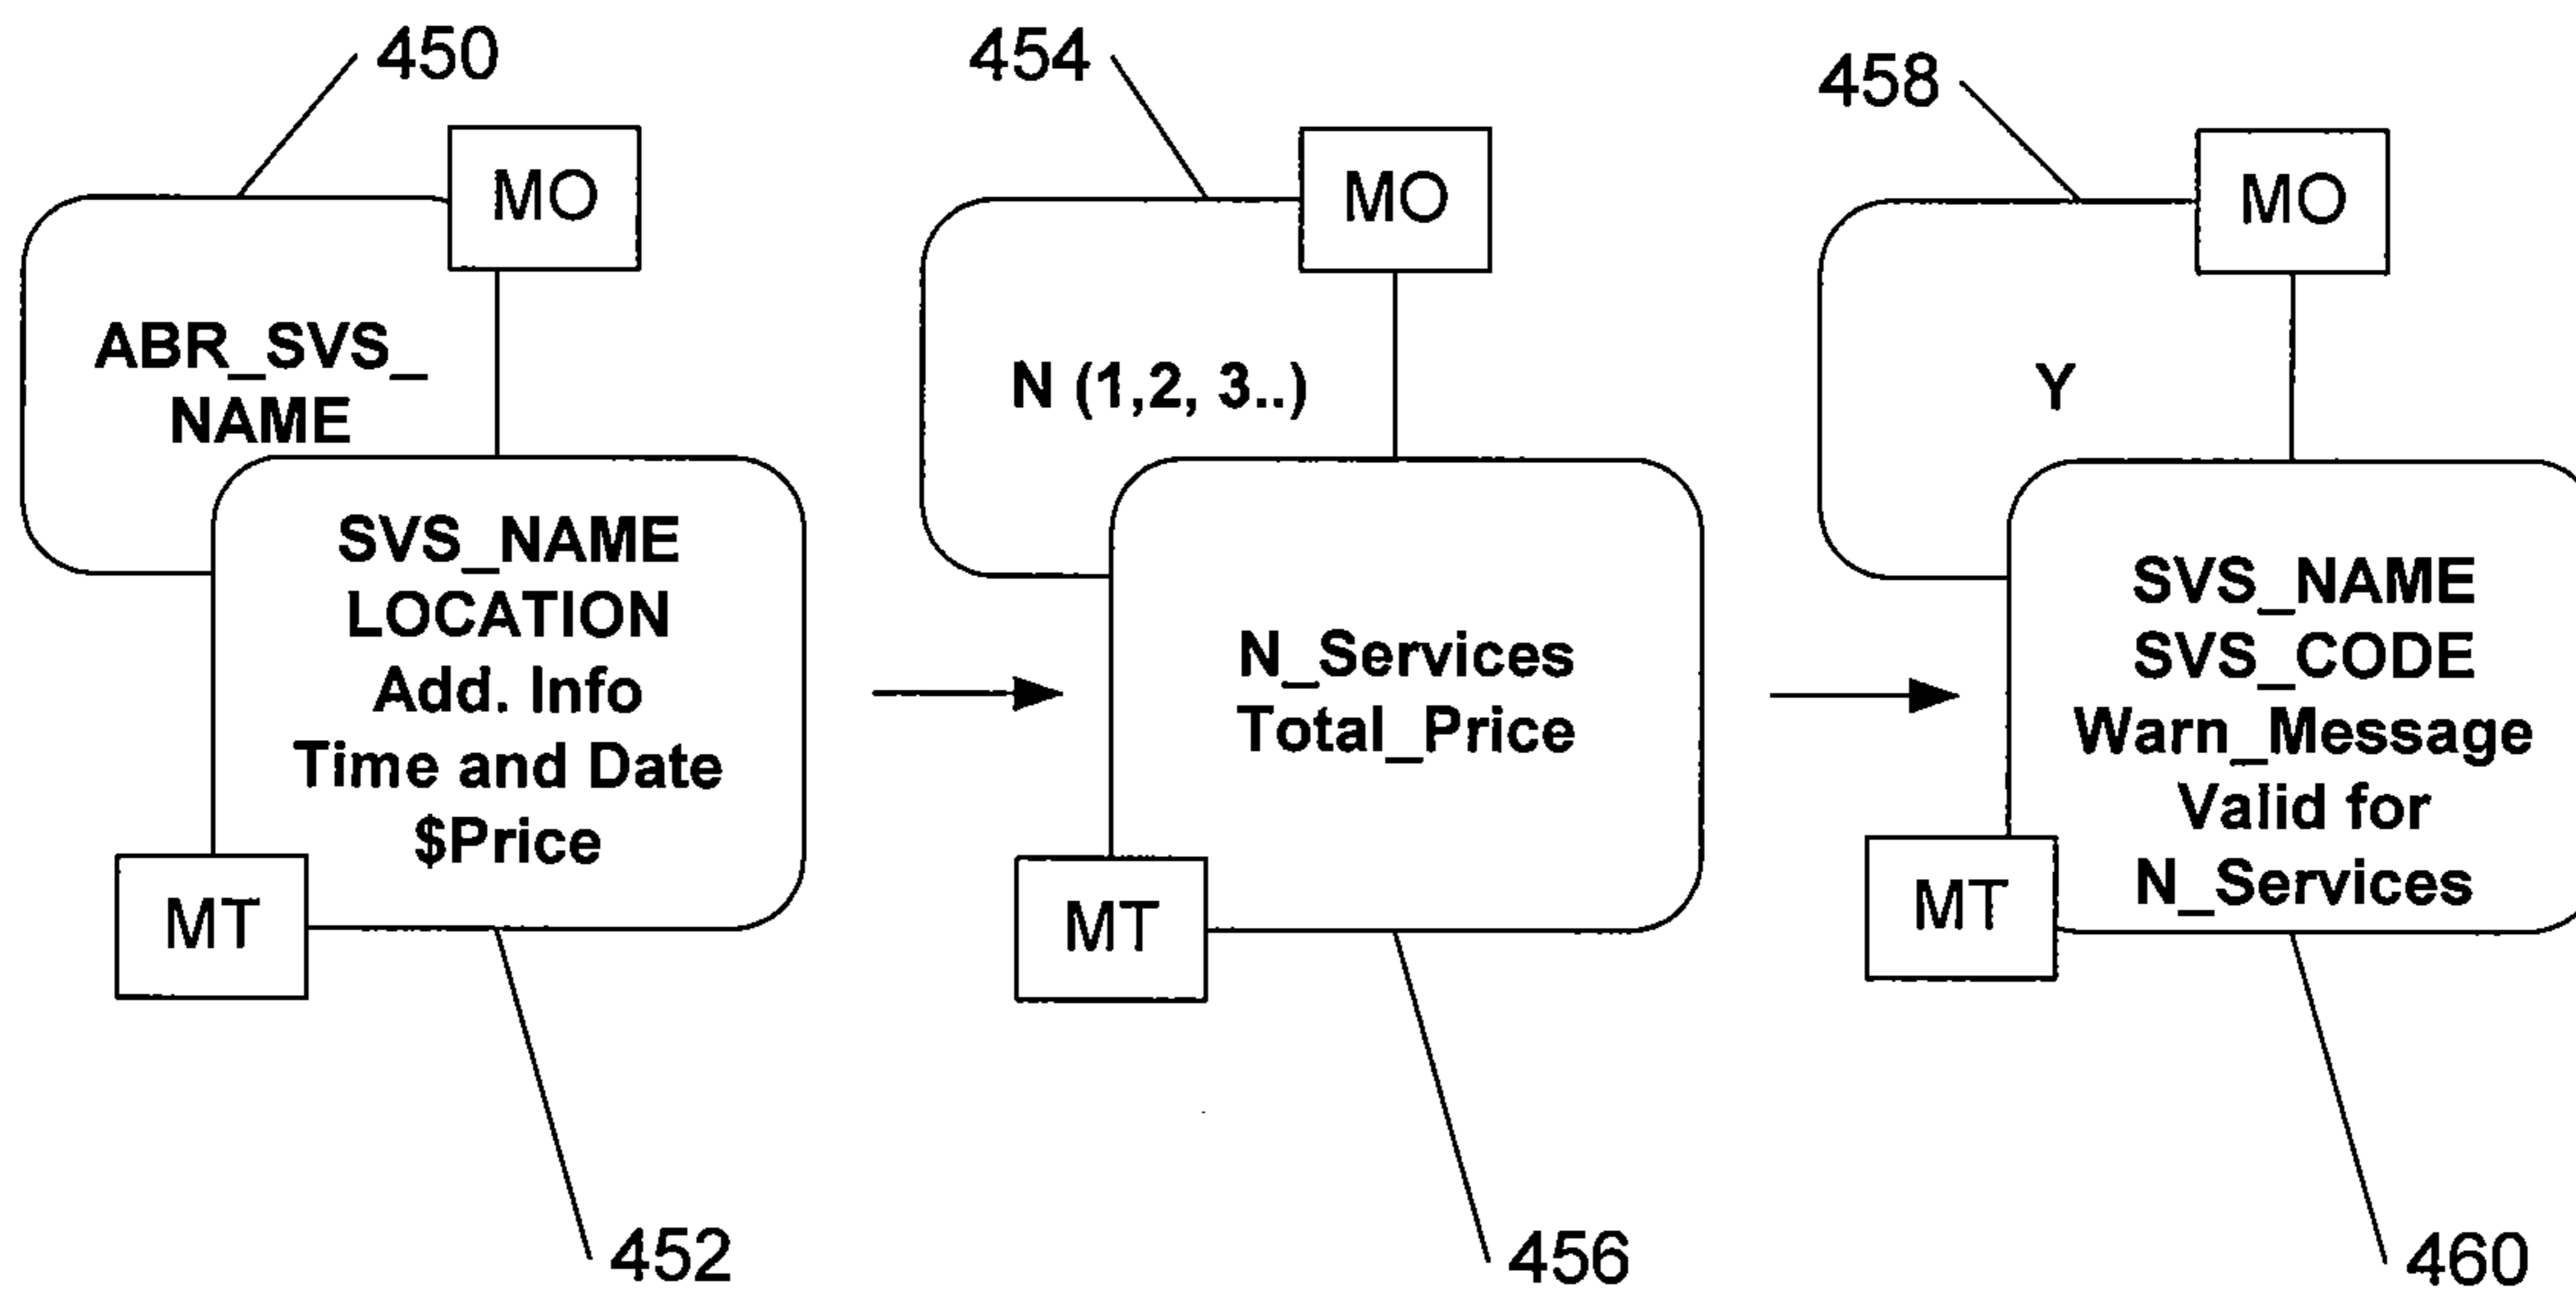 450
MO
ABR_SVS_
NAME
SVS_NAME
LOCATION
Add. Info
Time and Date
$Price
MT
452
454
MO
N (1,2, 3..)
N_Services
Total_Price
MT
456
458
MO
Y
SVS_NAME
SVS_CODE
Warn_Message
Valid for
N_Services
MT
460